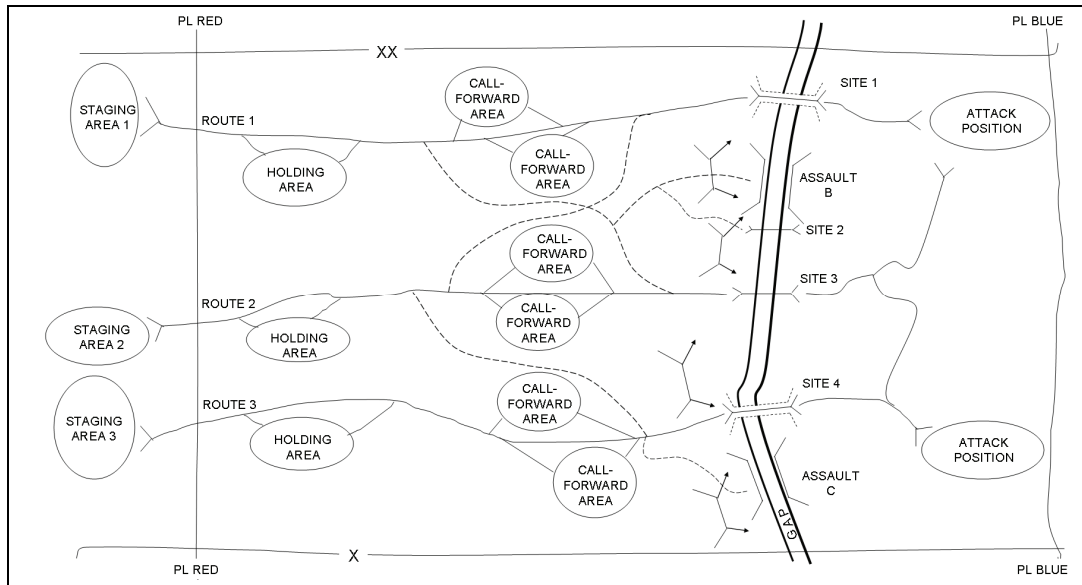 PL RED
PL BLUE
XX
STAGING
AREA 1
ROUTE 1
HOLDING
AREA
CALL-
FORWARD
AREA
CALL-
FORWARD
AREA
SITE 1
ATTACK
POSITION
ASSAULT
B
SITE 2
CALL-
FORWARD
AREA
SITE 3
ROUTE 2
STAGING
AREA 2
HOLDING
AREA
CALL-
FORWARD
AREA
STAGING
AREA 3
ROUTE 3
HOLDING
AREA
CALL-
FORWARD
AREA
SITE 4
ATTACK
POSITION
CALL-
FORWARD
AREA
ASSAULT
C
GAP
X
PL RED
PL BLUE